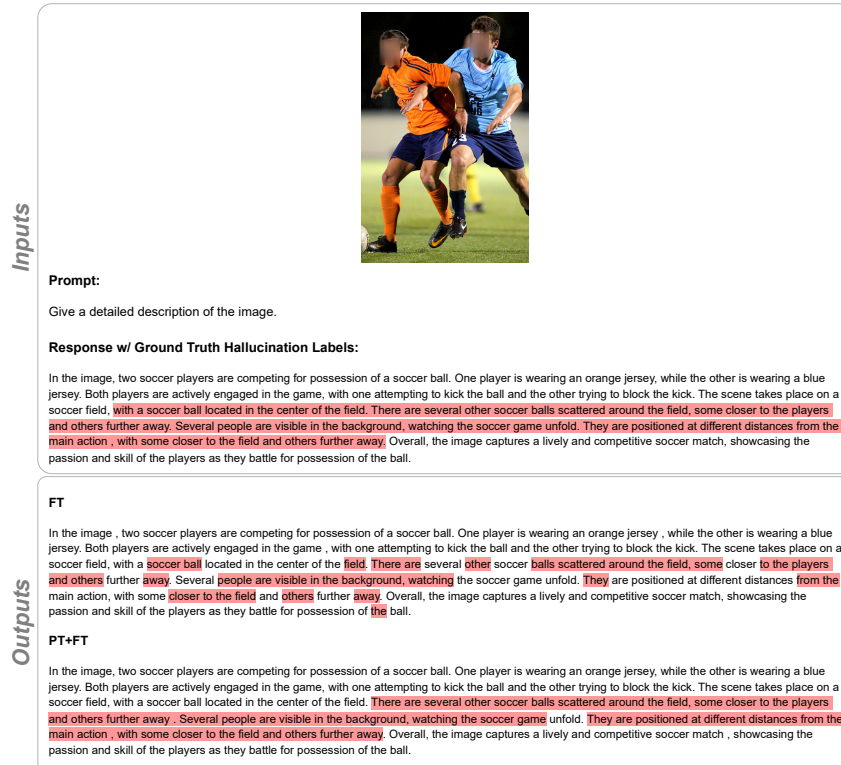 Inputs
Prompt:
Give a detailed description of the image.
Response w/ Ground Truth Hallucination Labels:
In the image, two soccer players are competing for possession of a soccer ball. One player is wearing an orange jersey, while the other is wearing a blue
jersey. Both players are actively engaged in the game, with one attempting to kick the ball and the other trying to block the kick. The scene takes place on a
soccer field, with a soccer ball located in the center of the field. There are several other soccer balls scattered around the field, some closer to the players
and others further away. Several people are visible in the background, watching the soccer game unfold. They are positioned at different distances from the
main action , with some closer to the field and others further away. Overall, the image captures a lively and competitive soccer match, showcasing the
passion and skill of the players as they battle for possession of the ball.
Outputs
FT
In the image , two soccer players are competing for possession of a soccer ball. One player is wearing an orange jersey , while the other is wearing a blue
jersey. Both players are actively engaged in the game , with one attempting to kick the ball and the other trying to block the kick. The scene takes place on a
soccer field, with a soccer ball located in the center of the field. There are several other soccer balls scattered around the field, some closer to the players
and others further away. Several people are visible in the background, watching the soccer game unfold. They are positioned at different distances from the
main action, with some closer to the field and others further away. Overall, the image captures a lively and competitive soccer match, showcasing the
passion and skill of the players as they battle for possession of the ball.
PT+FT
In the image, two soccer players are competing for possession of a soccer ball. One player is wearing an orange jersey, while the other is wearing a blue
jersey. Both players are actively engaged in the game, with one attempting to kick the ball and the other trying to block the kick. The scene takes place on a
soccer field, with a soccer ball located in the center of the field. There are several other soccer balls scattered around the field, some closer to the players
and others further away . Several people are visible in the background, watching the soccer game unfold. They are positioned at different distances from the
main action , with some closer to the field and others further away. Overall, the image captures a lively and competitive soccer match , showcasing the
passion and skill of the players as they battle for possession of the ball.